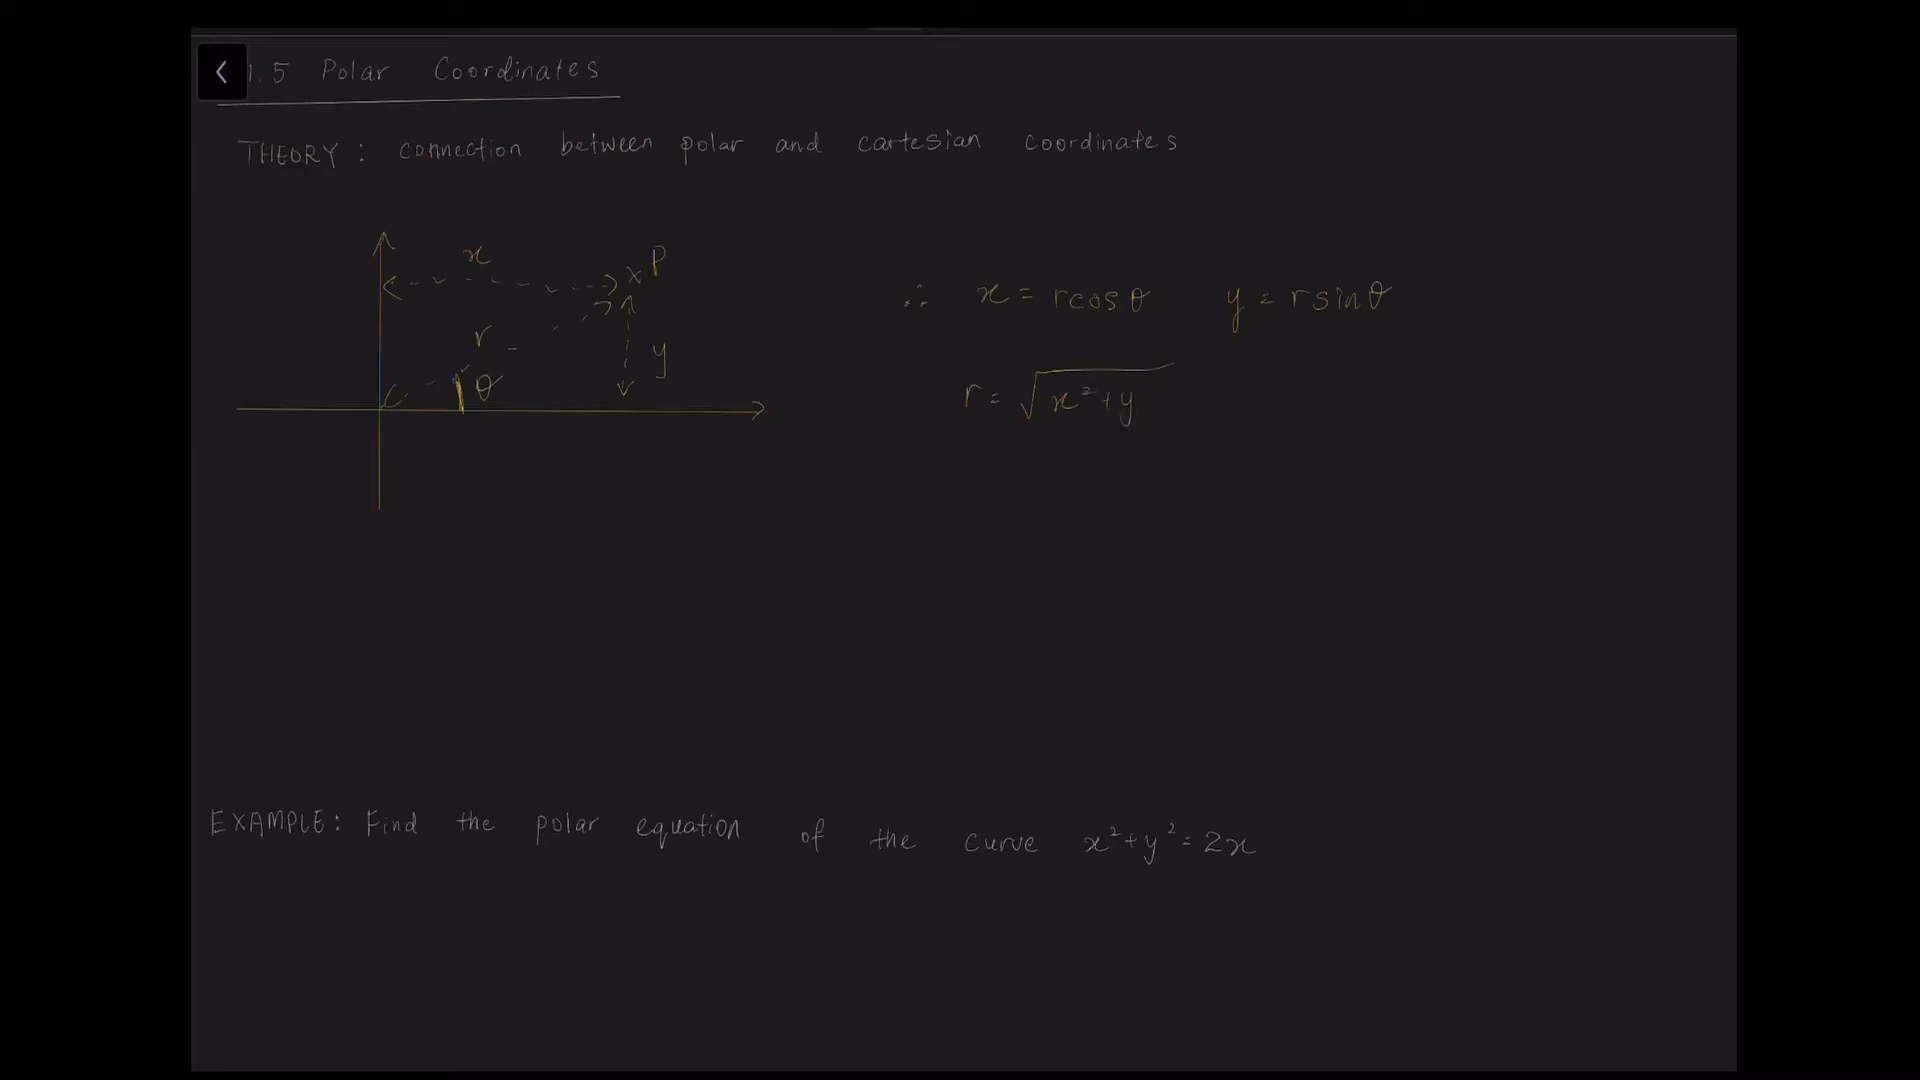 1.5 Polar Coordinates
THEORY: connection between polar and cartesian coordinates
x
P
r
y
θ
∴ x = rcosθ y = rsinθ
r = √x²+y
EXAMPLE: Find the polar equation of the curve x²+y²=2x